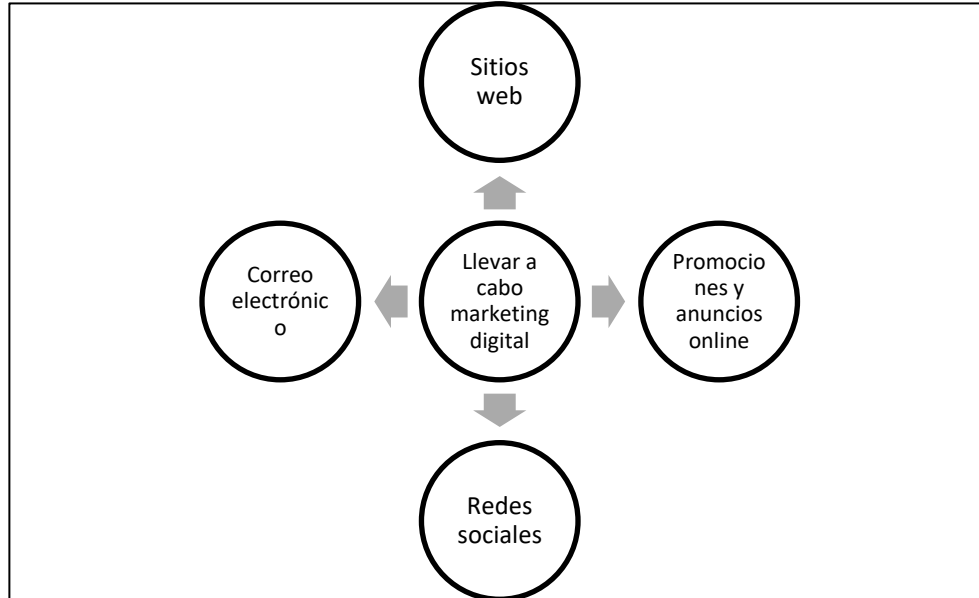 Sitios
web
Correo
electrónic
o
Llevar a
cabo
marketing
digital
Promocio
nes y
anuncios
online
Redes
sociales